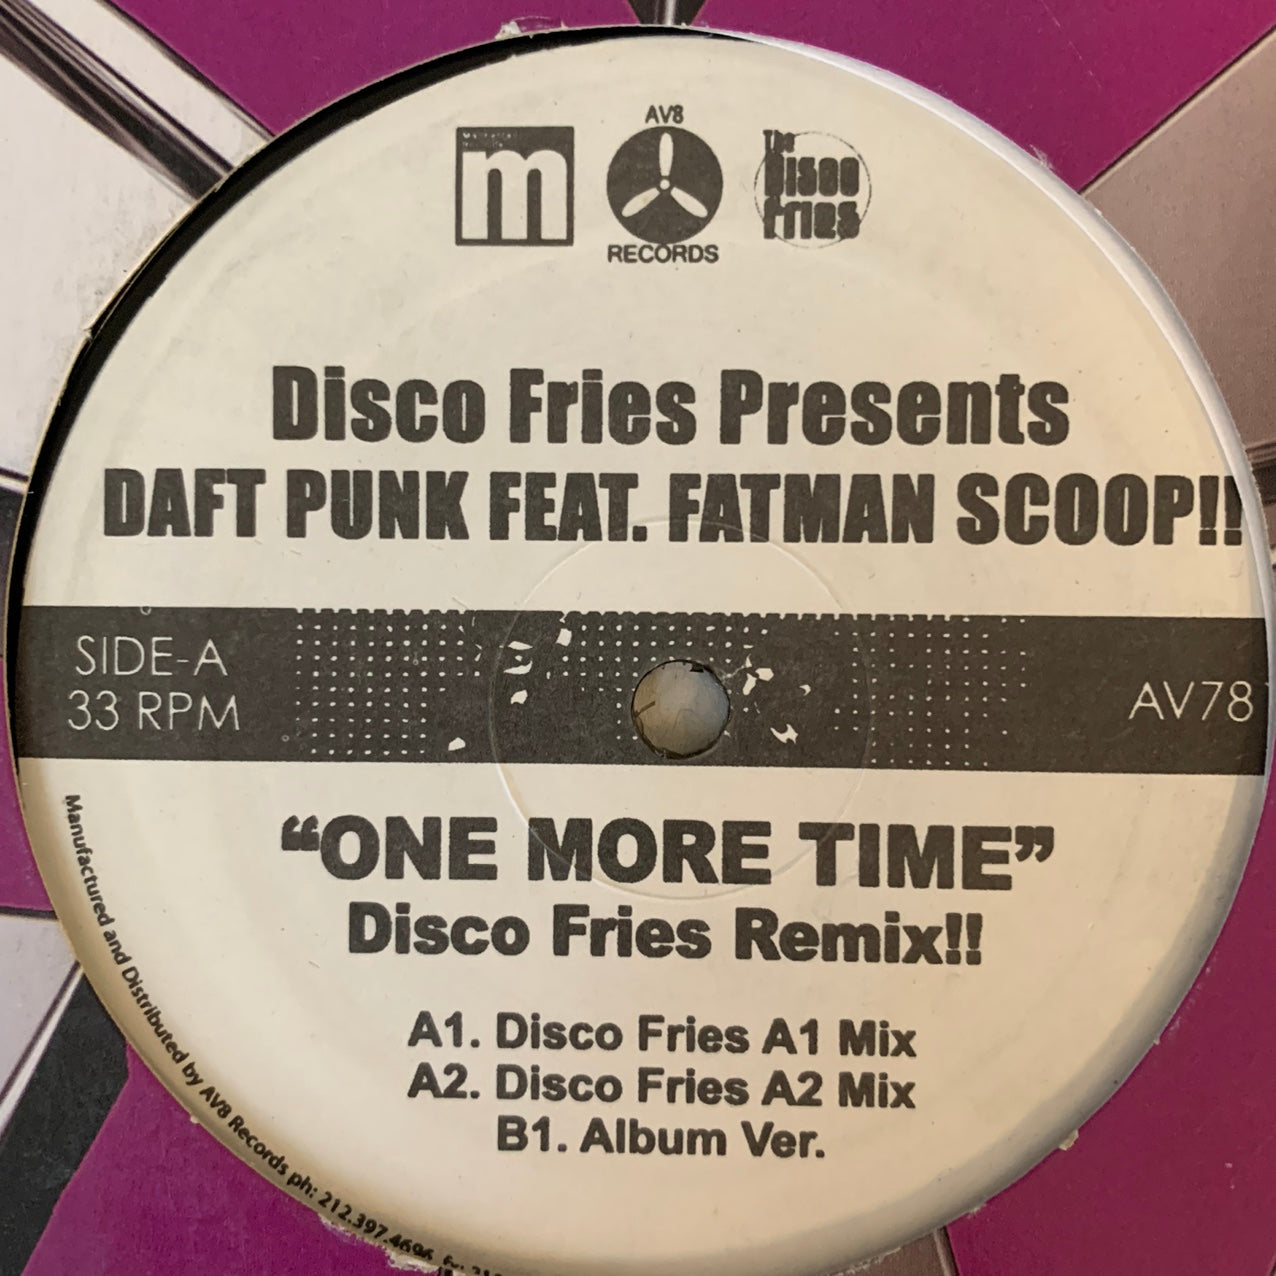 m
AV8
RECORDS
The
Disco
Fries
Disco Fries Presents
DAFT PUNK FEAT. FATMAN SCOOP!!
SIDE-A
33 RPM
AV78
“ONE MORE TIME”
Disco Fries Remix!!
A1. Disco Fries A1 Mix
A2. Disco Fries A2 Mix
B1. Album Ver.
Manufactured and Distributed by AV8 Records ph: 212.397.4696